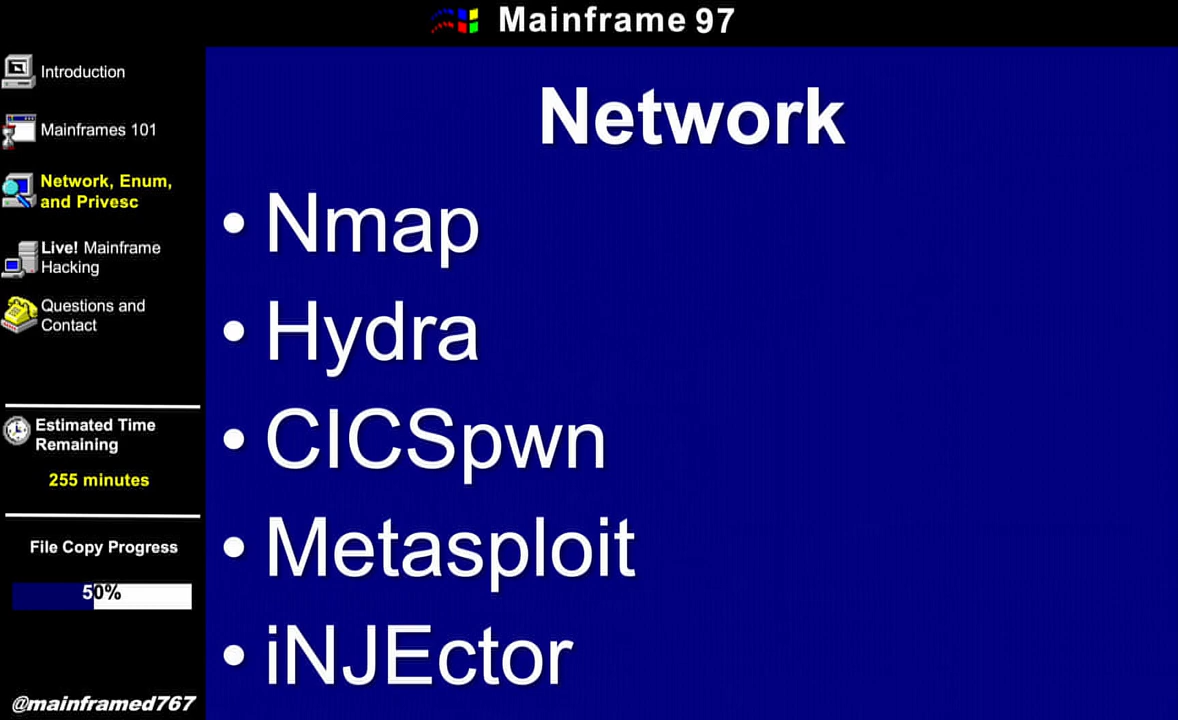 Mainframe 97
Introduction
Mainframes 101
Network, Enum,
and Privesc
Live! Mainframe
Hacking
Questions and
Contact
Estimated Time
Remaining
255 minutes
File Copy Progress
50%
@mainframed767
Network
• Nmap
• Hydra
• CICSpwn
• Metasploit
• iNJEctor